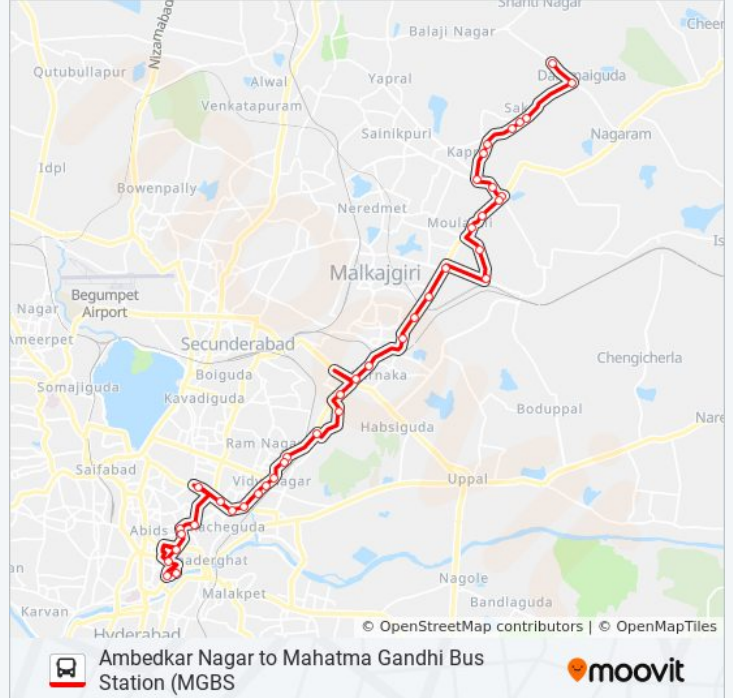 Shanti Nagar
Balaji Nagar
Cheer
Nizamabad
Qutubullapur
Alwal
Yapral
Venkatapuram
Sainikpuri
Nagaram
Idpl
Bowenpally
Neredmet
Malkajgiri
Begumpet
Airport
Nagar
Ameerpet
Secunderabad
Boiguda
Chengicherla
Somajiguda
Kavadiguda
Habsiguda
Boduppal
Nare
Ram Naga
Saifabad
Uppal
Abids
Nagole
Malakpet
Bandlaguda
Karvan
Hyderabad
© OpenStreetMap contributors | © OpenMapTiles
Ambedkar Nagar to Mahatma Gandhi Bus
Station (MGBS
moovit